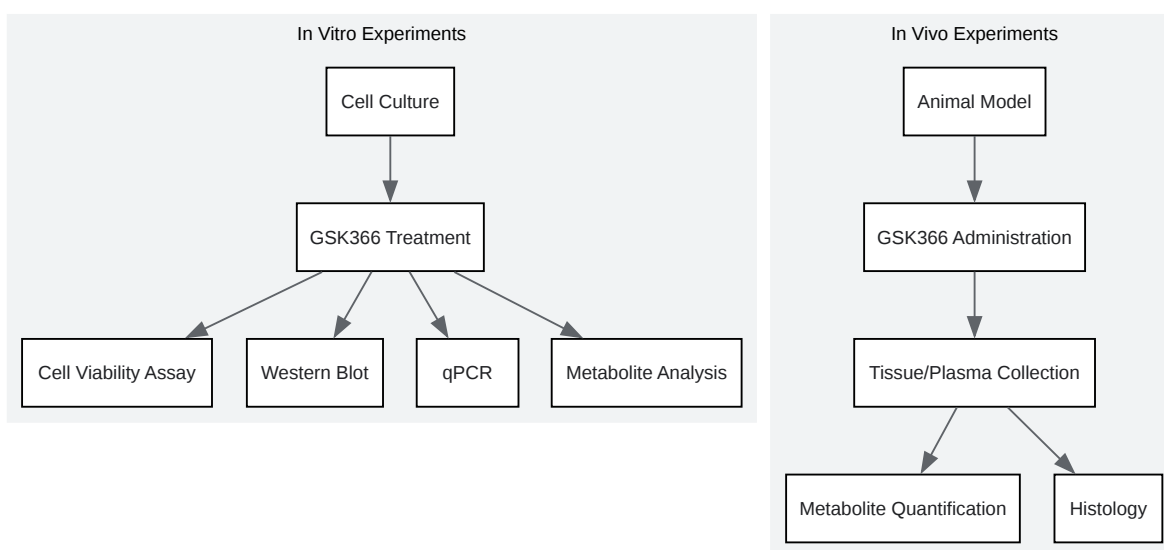 In Vitro Experiments
Cell Culture
GSK366 Treatment
Cell Viability Assay
Western Blot
qPCR
Metabolite Analysis
In Vivo Experiments
Animal Model
GSK366 Administration
Tissue/Plasma Collection
Metabolite Quantification
Histology